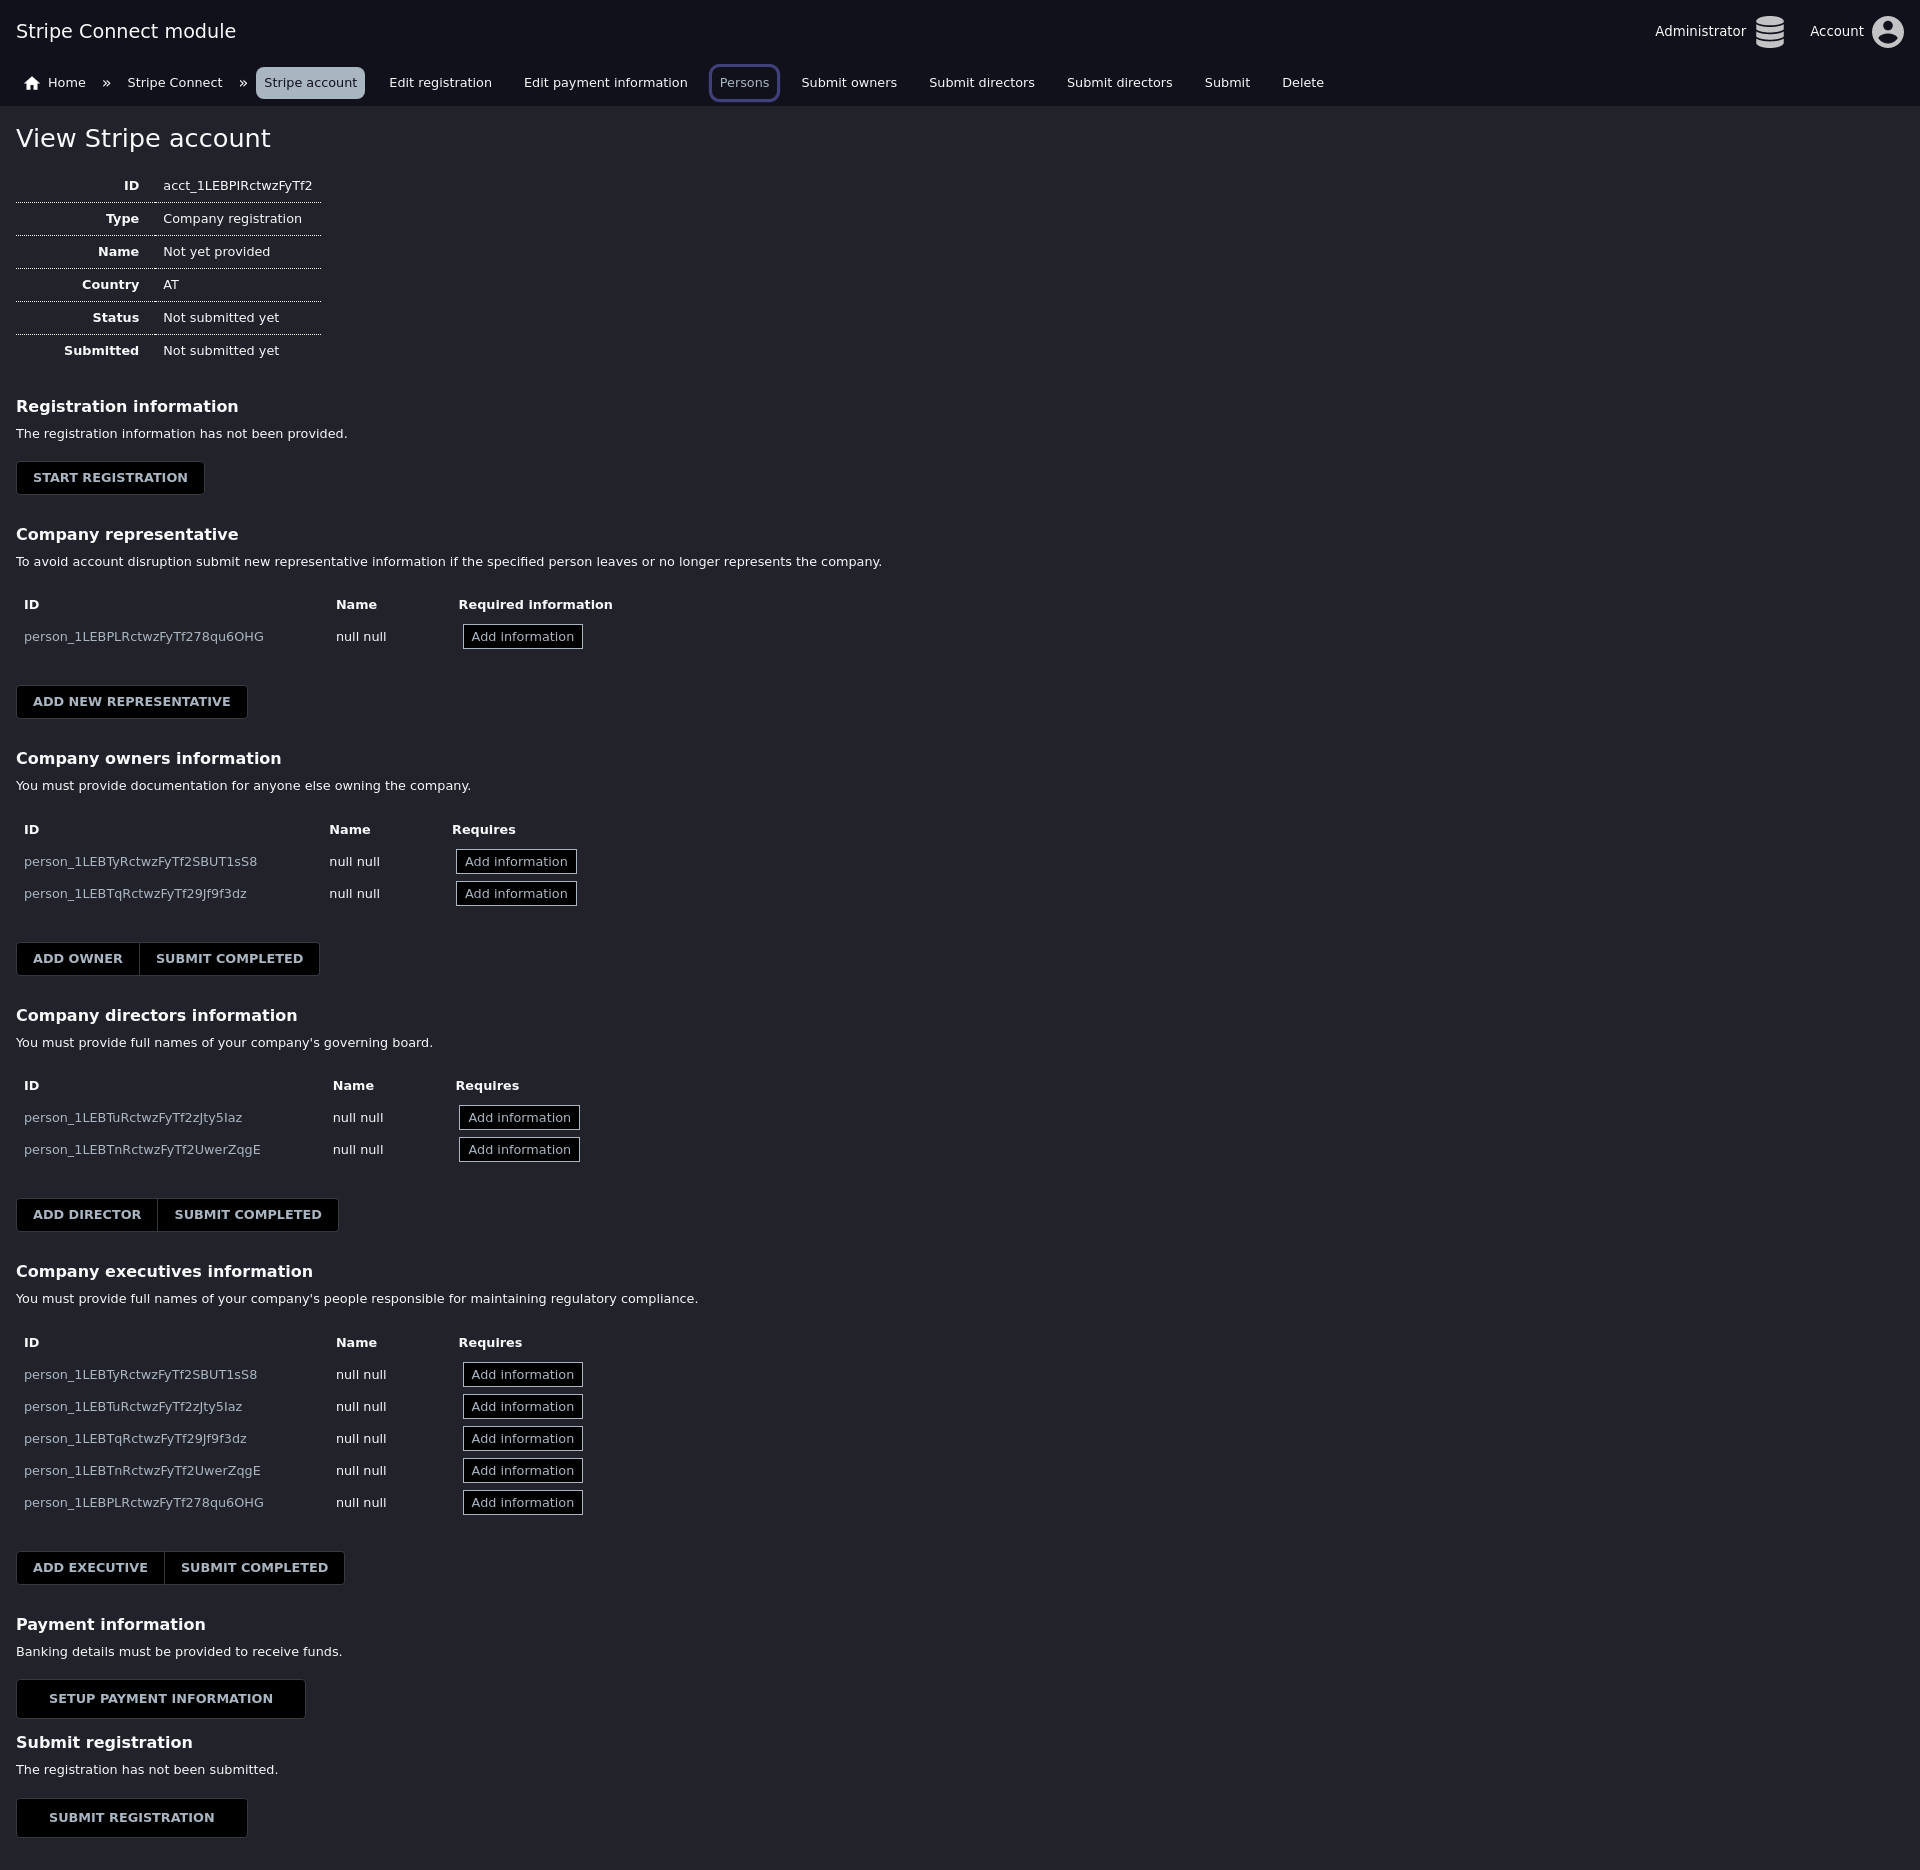 Stripe Connect module
Administrator
Account
Home » Stripe Connect » Stripe account Edit registration Edit payment information Persons Submit owners Submit directors Submit directors Submit Delete
View Stripe account
ID acct_1LEBPIRctwzFyTf2
Type Company registration
Name Not yet provided
Country AT
Status Not submitted yet
Submitted Not submitted yet
Registration information
The registration information has not been provided.
START REGISTRATION
Company representative
To avoid account disruption submit new representative information if the specified person leaves or no longer represents the company.
ID Name Required information
person_1LEBPLRctwzFyTf278qu6OHG null null Add information
ADD NEW REPRESENTATIVE
Company owners information
You must provide documentation for anyone else owning the company.
ID Name Requires
person_1LEBTyRctwzFyTf2SBUT1sS8 null null Add information
person_1LEBTqRctwzFyTf29Jf9f3dz null null Add information
ADD OWNER SUBMIT COMPLETED
Company directors information
You must provide full names of your company's governing board.
ID Name Requires
person_1LEBTuRctwzFyTf2zJty5Iaz null null Add information
person_1LEBTnRctwzFyTf2UwerZqgE null null Add information
ADD DIRECTOR SUBMIT COMPLETED
Company executives information
You must provide full names of your company's people responsible for maintaining regulatory compliance.
ID Name Requires
person_1LEBTyRctwzFyTf2SBUT1sS8 null null Add information
person_1LEBTuRctwzFyTf2zJty5Iaz null null Add information
person_1LEBTqRctwzFyTf29Jf9f3dz null null Add information
person_1LEBTnRctwzFyTf2UwerZqgE null null Add information
person_1LEBPLRctwzFyTf278qu6OHG null null Add information
ADD EXECUTIVE SUBMIT COMPLETED
Payment information
Banking details must be provided to receive funds.
SETUP PAYMENT INFORMATION
Submit registration
The registration has not been submitted.
SUBMIT REGISTRATION